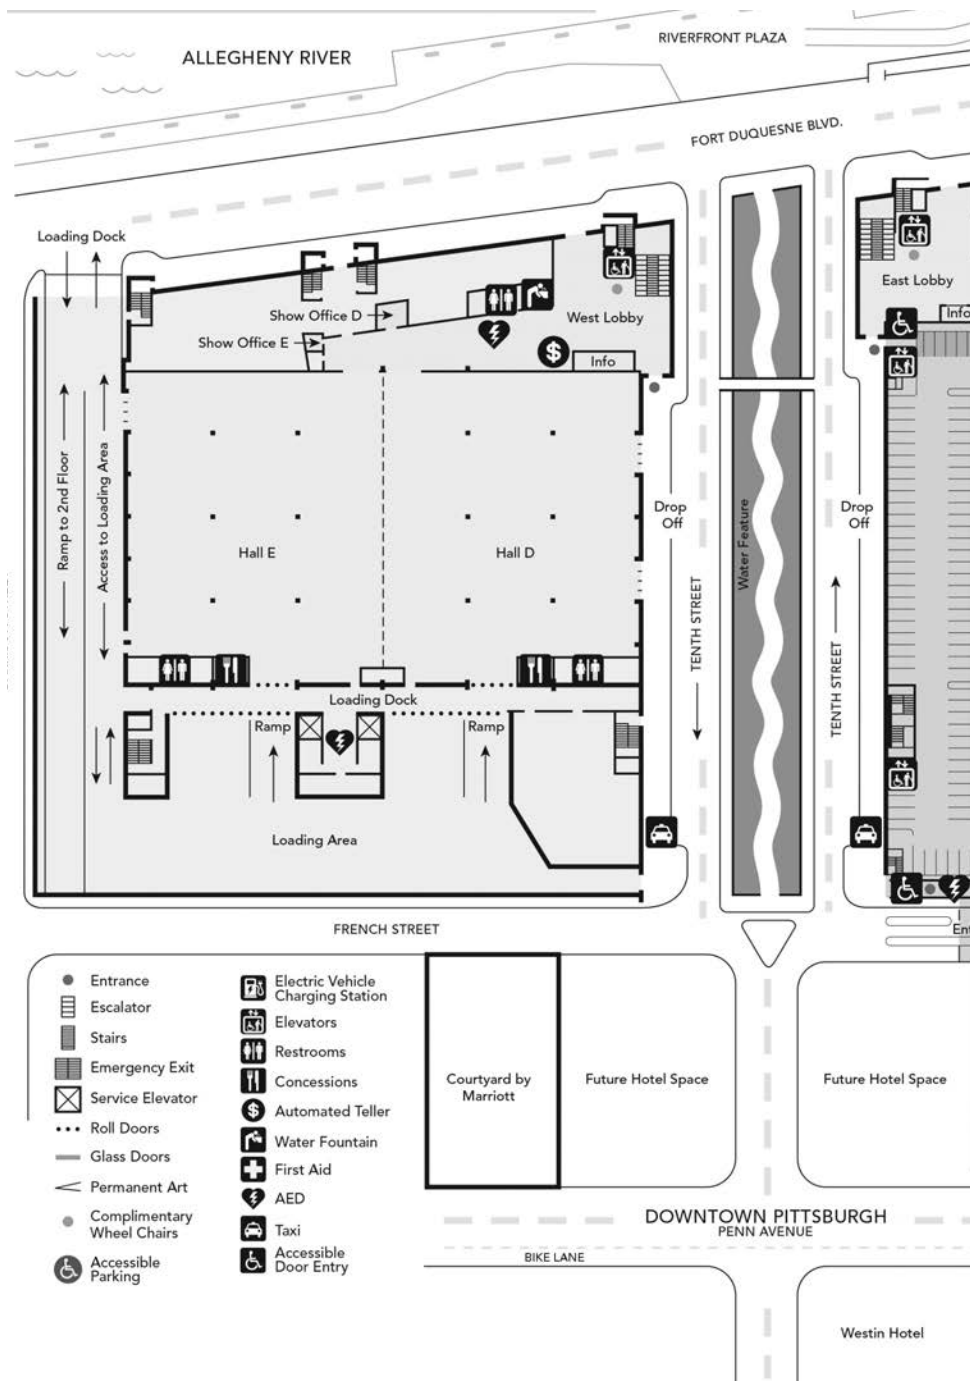 RIVERFRONT PLAZA
ALLEGHENY RIVER
FORT DUQUESNE BLVD.
Loading Dock
East Lobby
Show Office D
West Lobby
Info
Show Office E
Info
Ramp to 2nd Floor
Access to Loading Area
Drop
Off
Water Feature
Drop
Off
Hall E
Hall D
TENTH STREET
TENTH STREET
Loading Dock
Ramp
Ramp
Loading Area
FRENCH STREET
Ent
Entrance
Escalator
Stairs
Emergency Exit
Service Elevator
Roll Doors
Glass Doors
Permanent Art
Complimentary
Wheel Chairs
Accessible
Parking
Electric Vehicle
Charging Station
Elevators
Restrooms
Concessions
$
Automated Teller
Water Fountain
First Aid
AED
Taxi
Accessible
Door Entry
$
Courtyard by
Marriott
Future Hotel Space
Future Hotel Space
DOWNTOWN PITTSBURGH
PENN AVENUE
BIKE LANE
Westin Hotel